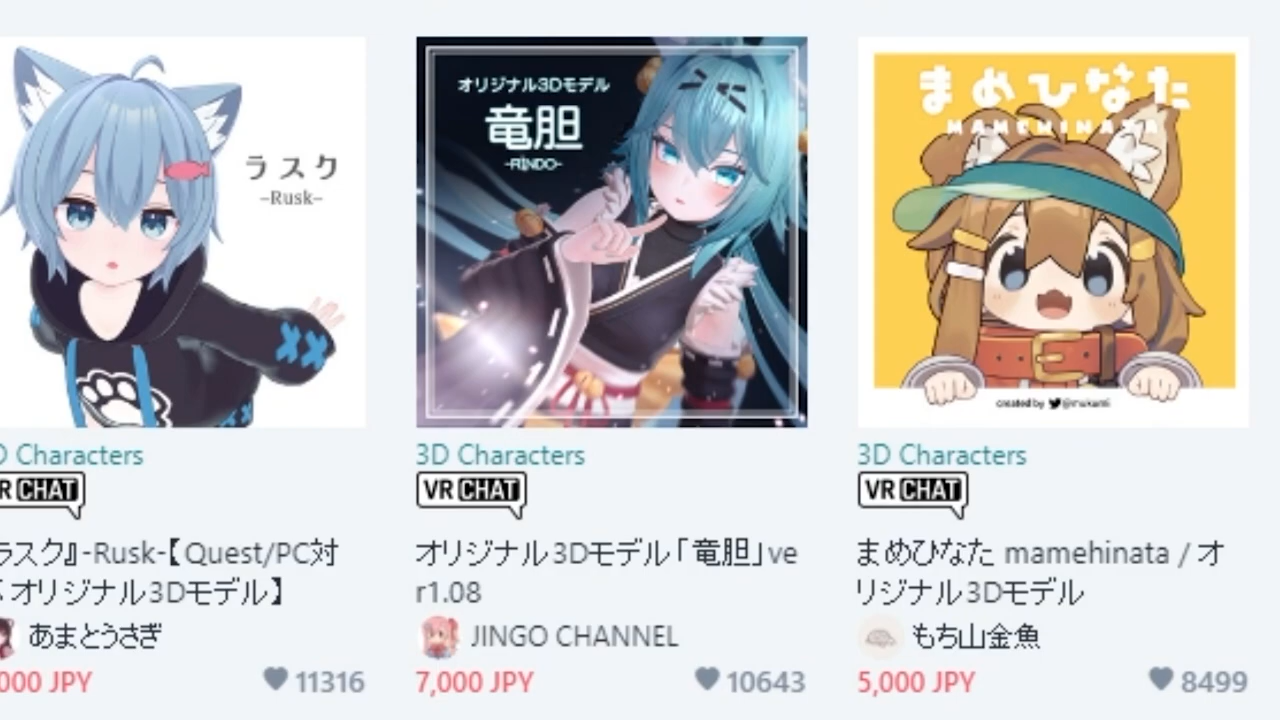 ラスク
-Rusk-
オリジナル3Dモデル
竜胆
-RINDO-
まめひなた
MAMEHINATA
created by @mukumi
Characters
CHAT
ラスク』-Rusk-【Quest/PC対
オリジナル3Dモデル】
あまとうさぎ
000 JPY
11316
3D Characters
VR CHAT
オリジナル3Dモデル「竜胆」ve
r1.08
JINGO CHANNEL
7,000 JPY
10643
3D Characters
VR CHAT
まめひなた mamehinata / オ
リジナル3Dモデル
もち山金魚
5,000 JPY
8499